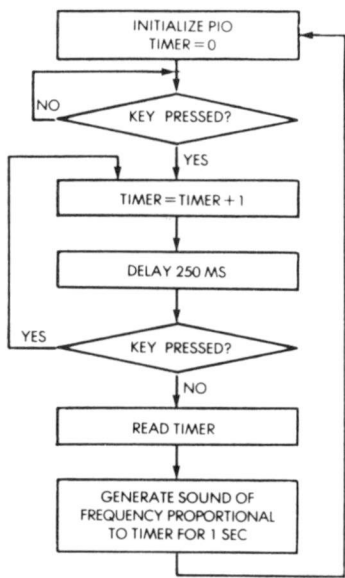 INITIALIZE PIO
TIMER = 0
NO
KEY PRESSED?
YES
TIMER = TIMER + 1
DELAY 250 MS
YES
KEY PRESSED?
NO
READ TIMER
GENERATE SOUND OF
FREQUENCY PROPORTIONAL
TO TIMER FOR 1 SEC